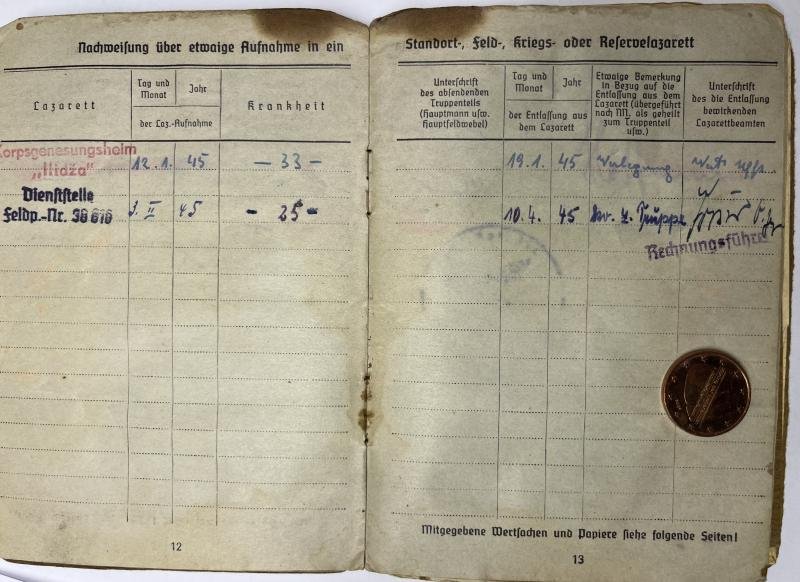 Nachweisung über etwaige Aufnahme in ein
Lazarett
Tag und
Monat
Jahr
der Laz.-Aufnahme
Krankheit
Korpsgenesungsheim
„Ilidža"
12. 1. 45 — 33 —
Dienststelle
Feldp.-Nr.
II 45 - 25 -
12
Standort-, Feld-, Kriegs- oder Reservelazarett
Unterschrift
des absendenden
Truppenteils
(Hauptmann usw.
Hauptfeldwebel)
Tag und
Monat
Jahr
der Entlassung aus
dem Lazarett
Etwaige Bemerkung
in Bezug auf die
Entlassung aus dem
Lazarett (übergeführt
nach NN. als geheilt
zum Truppenteil
usw.)
Unterschrift
des die Entlassung
bewirkenden
Lazarettbeamten
19. 1. 45 Verlegung
10. 4. 45 z. Truppe
Rechnungsführer
Mitgegebene Wertsachen und Papiere siehe folgende Seiten!
13